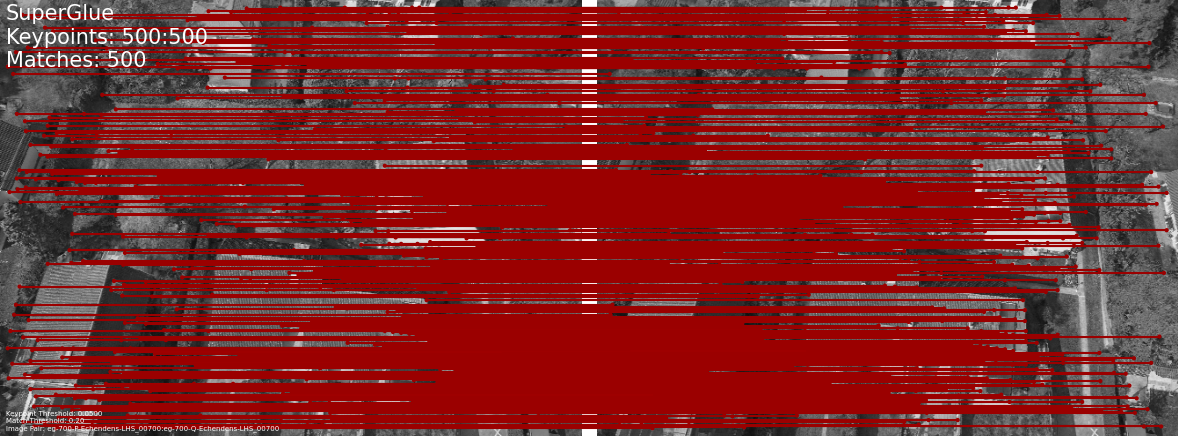 SuperGlue
Keypoints: 500:500
Matches: 500
Keypoint Threshold: 0.0500
Match Threshold: 0.20
Image Pair: eg-700-P-Echendens-LHS_00700:eg-700-Q-Echendens-LHS_00700